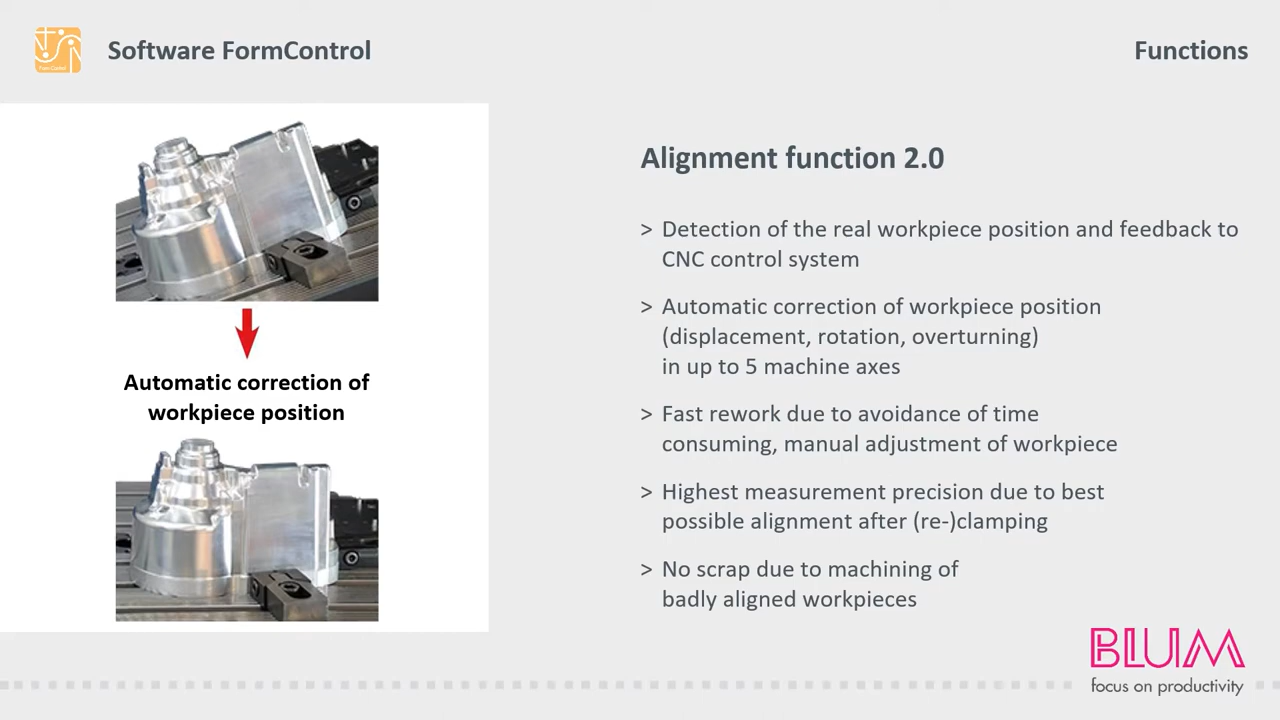 Software FormControl
Functions
Automatic correction of
workpiece position
Alignment function 2.0
> Detection of the real workpiece position and feedback to
CNC control system
> Automatic correction of workpiece position
(displacement, rotation, overturning)
in up to 5 machine axes
> Fast rework due to avoidance of time
consuming, manual adjustment of workpiece
> Highest measurement precision due to best
possible alignment after (re-)clamping
> No scrap due to machining of
badly aligned workpieces
BLUM
focus on productivity